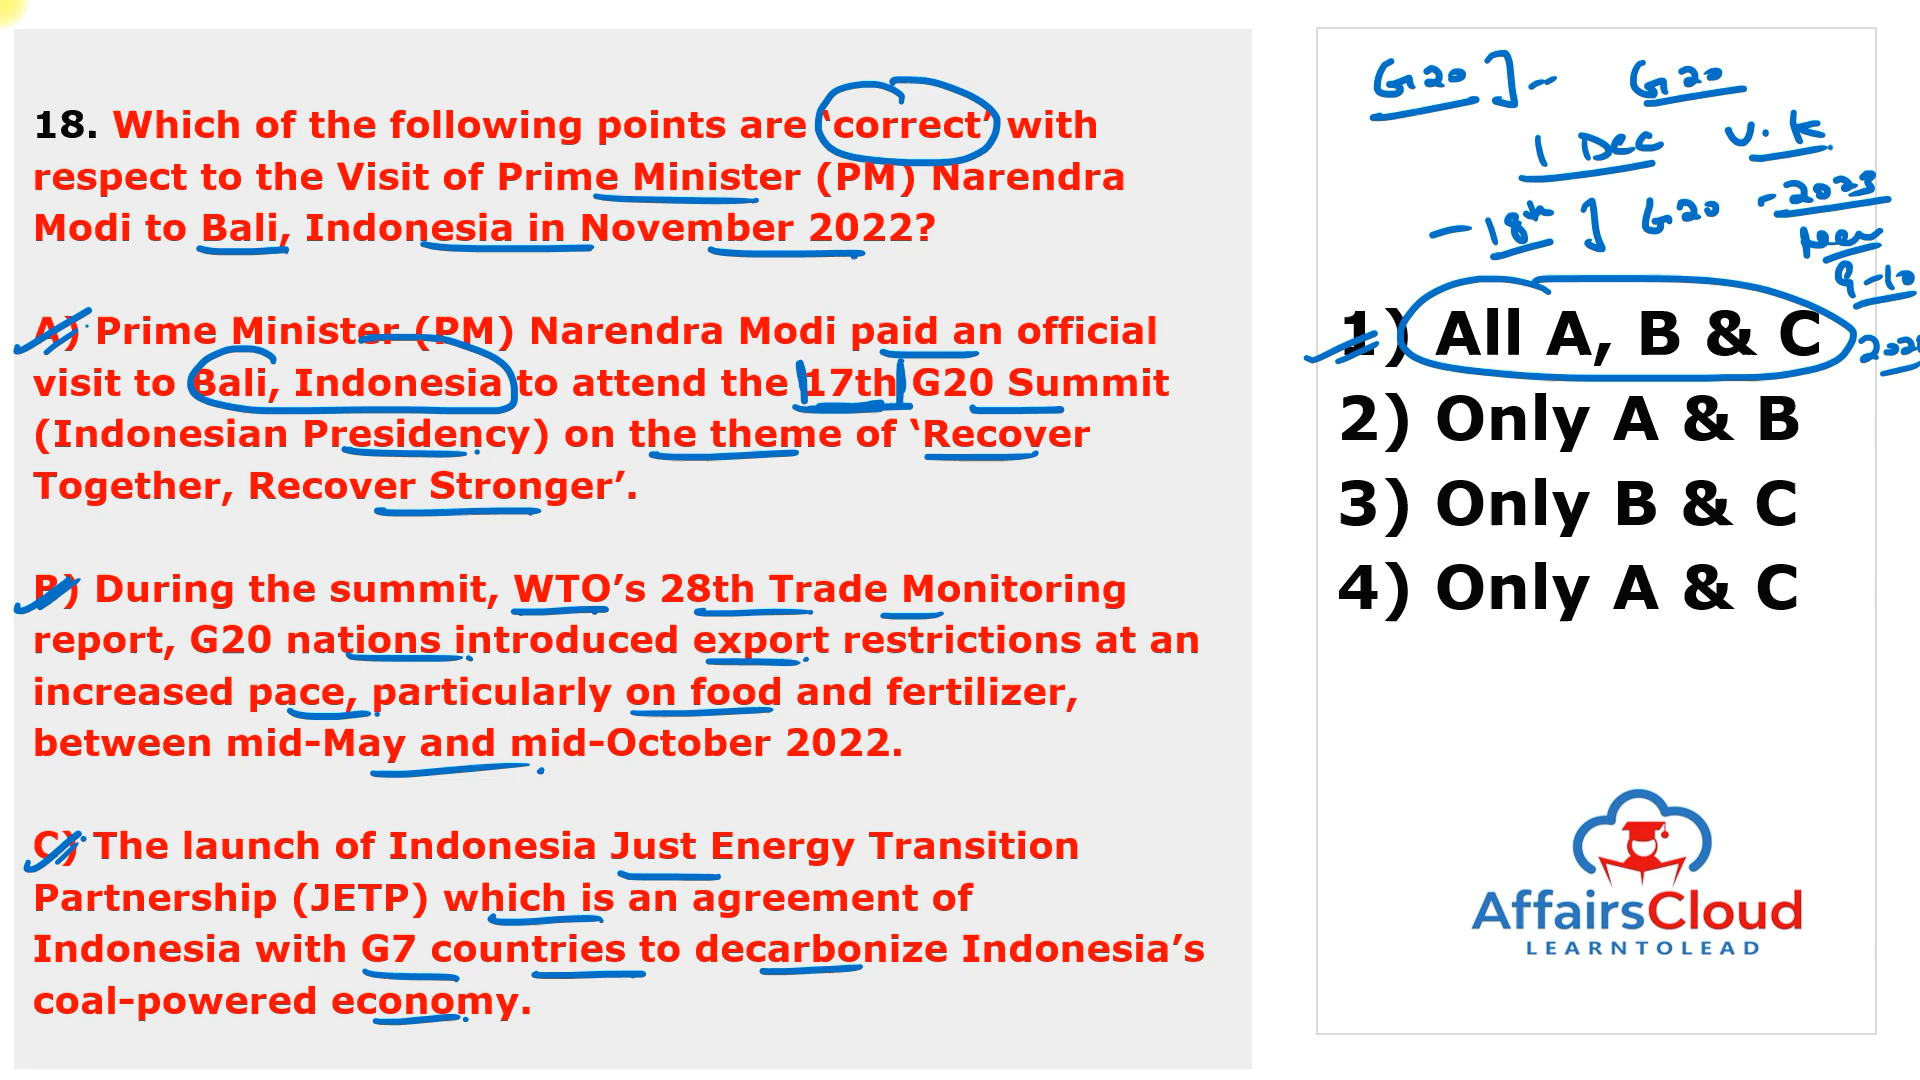 18. Which of the following points are ‘correct’ with
respect to the Visit of Prime Minister (PM) Narendra
Modi to Bali, Indonesia in November 2022?
A) Prime Minister (PM) Narendra Modi paid an official
visit to Bali, Indonesia to attend the 17th G20 Summit
(Indonesian Presidency) on the theme of ‘Recover
Together, Recover Stronger’.
B) During the summit, WTO’s 28th Trade Monitoring
report, G20 nations introduced export restrictions at an
increased pace, particularly on food and fertilizer,
between mid-May and mid-October 2022.
C) The launch of Indonesia Just Energy Transition
Partnership (JETP) which is an agreement of
Indonesia with G7 countries to decarbonize Indonesia’s
coal-powered economy.
G20 ] - G20
1 Dec V. K
- 18th ] G20 - 2023
New
9-10
1) All A, B & C
2) Only A & B
3) Only B & C
4) Only A & C
AffairsCloud
LEARNTOLEAD